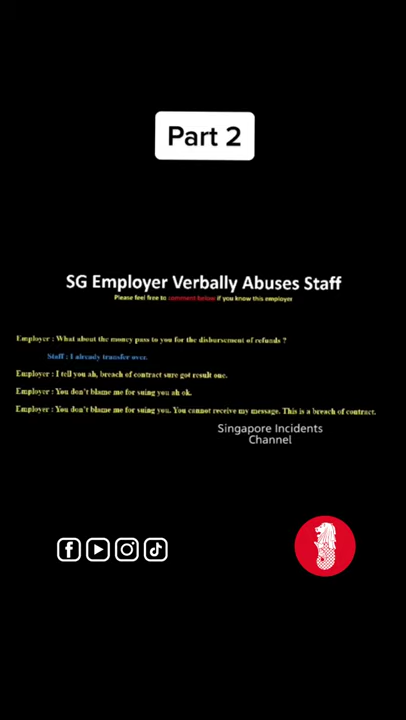 Part 2
SG Employer Verbally Abuses Staff
Please feel free to comment below if you know this employer
Employer : What about the money pass to you for the disbursement of refunds ?
Staff : I already transfer over.
Employer : I tell you ah, breach of contract sure got result one.
Employer : You don't blame me for suing you ah ok.
Employer : You don't blame me for suing you. You cannot receive my message. This is a breach of contract.
Singapore Incidents
Channel